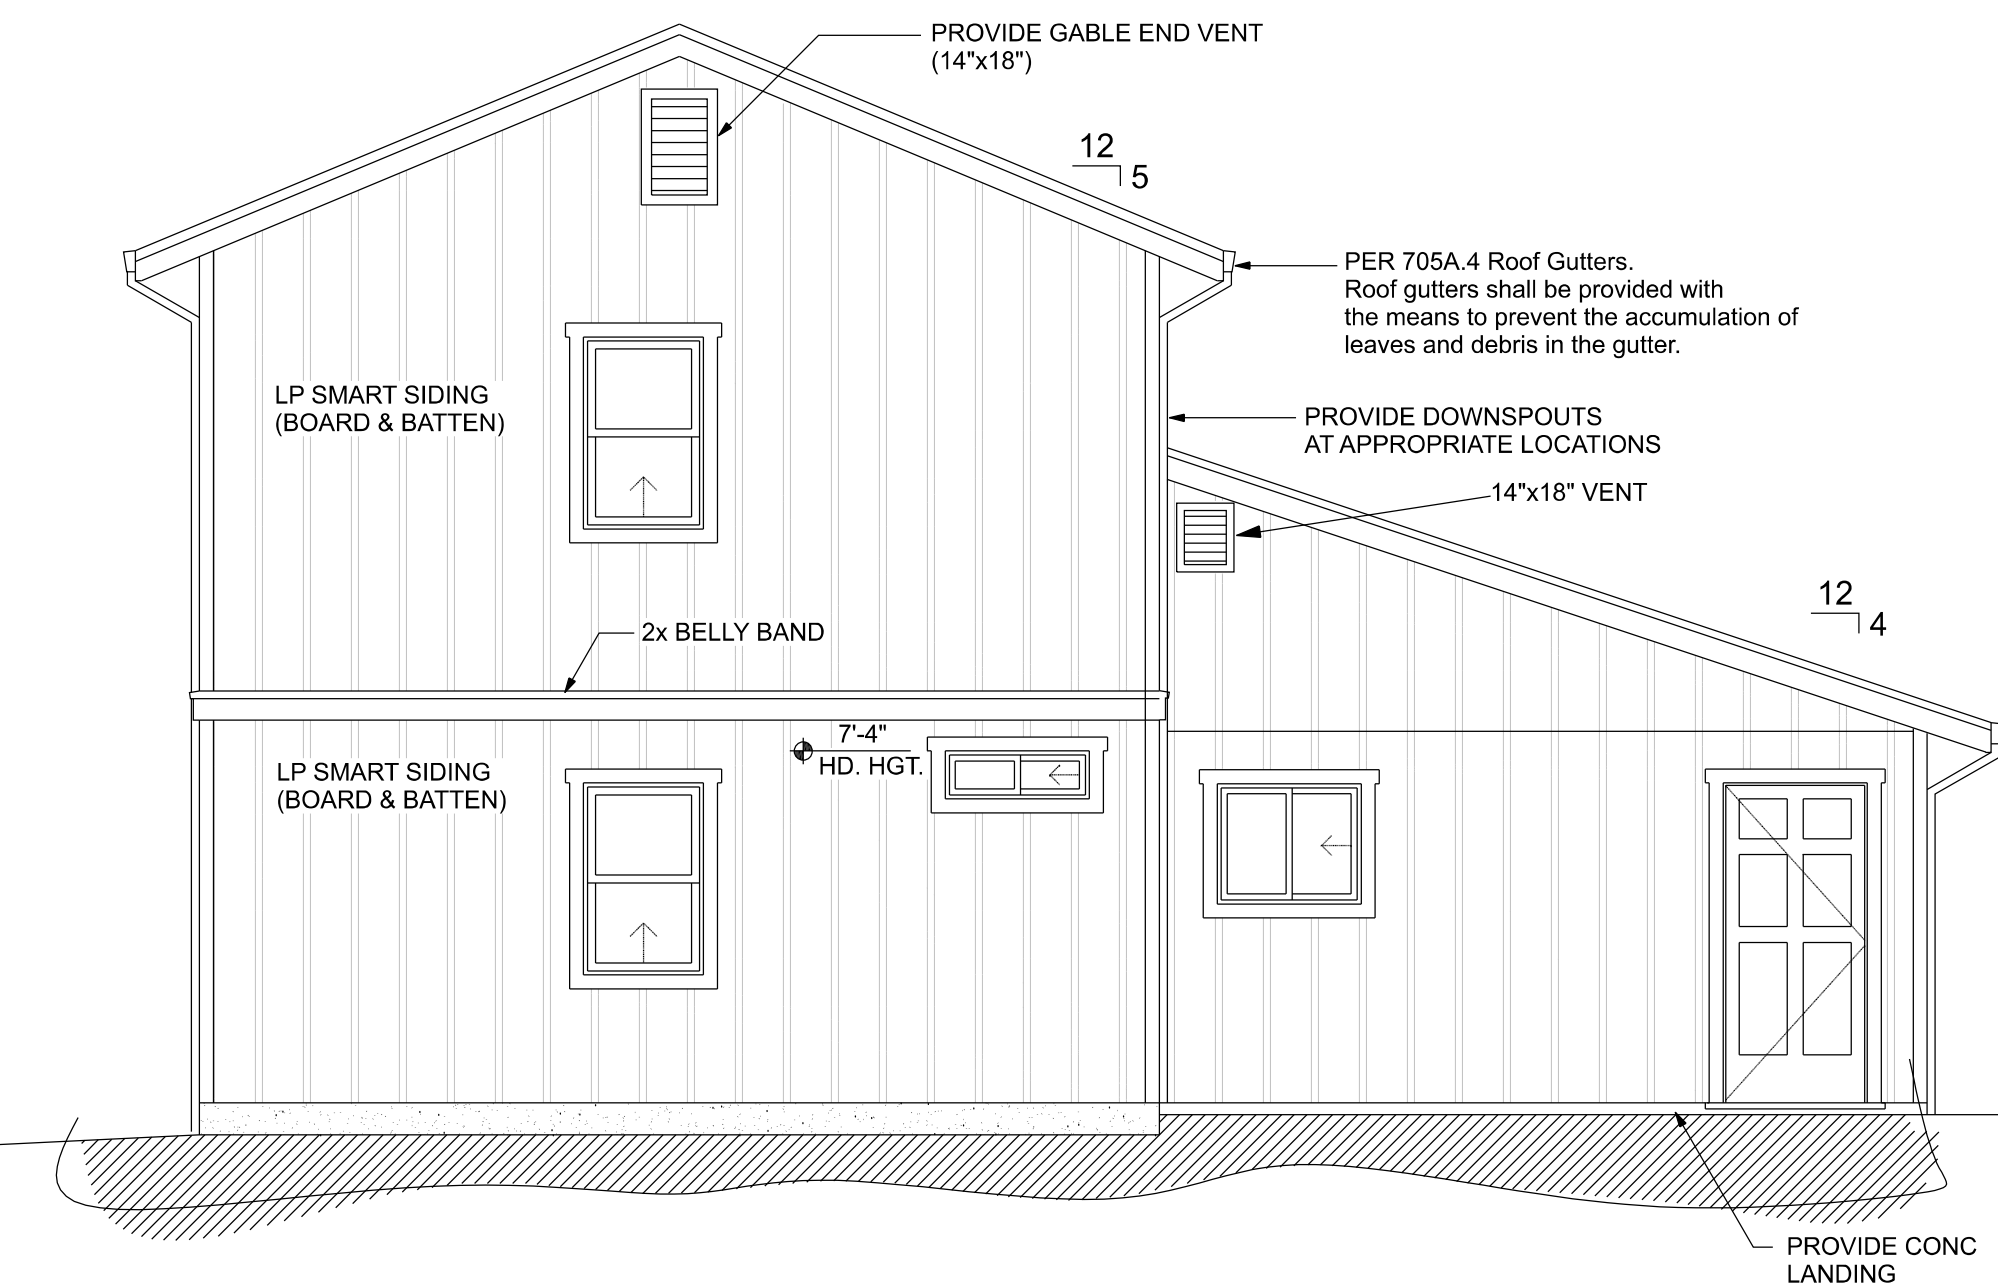 PROVIDE GABLE END VENT
(14"x18")
12
5
PER 705A.4 Roof Gutters.
Roof gutters shall be provided with
the means to prevent the accumulation of
leaves and debris in the gutter.
LP SMART SIDING
(BOARD & BATTEN)
PROVIDE DOWNSPOUTS
AT APPROPRIATE LOCATIONS
14"x18" VENT
12
4
2x BELLY BAND
7'-4"
HD. HGT.
LP SMART SIDING
(BOARD & BATTEN)
PROVIDE CONC
LANDING